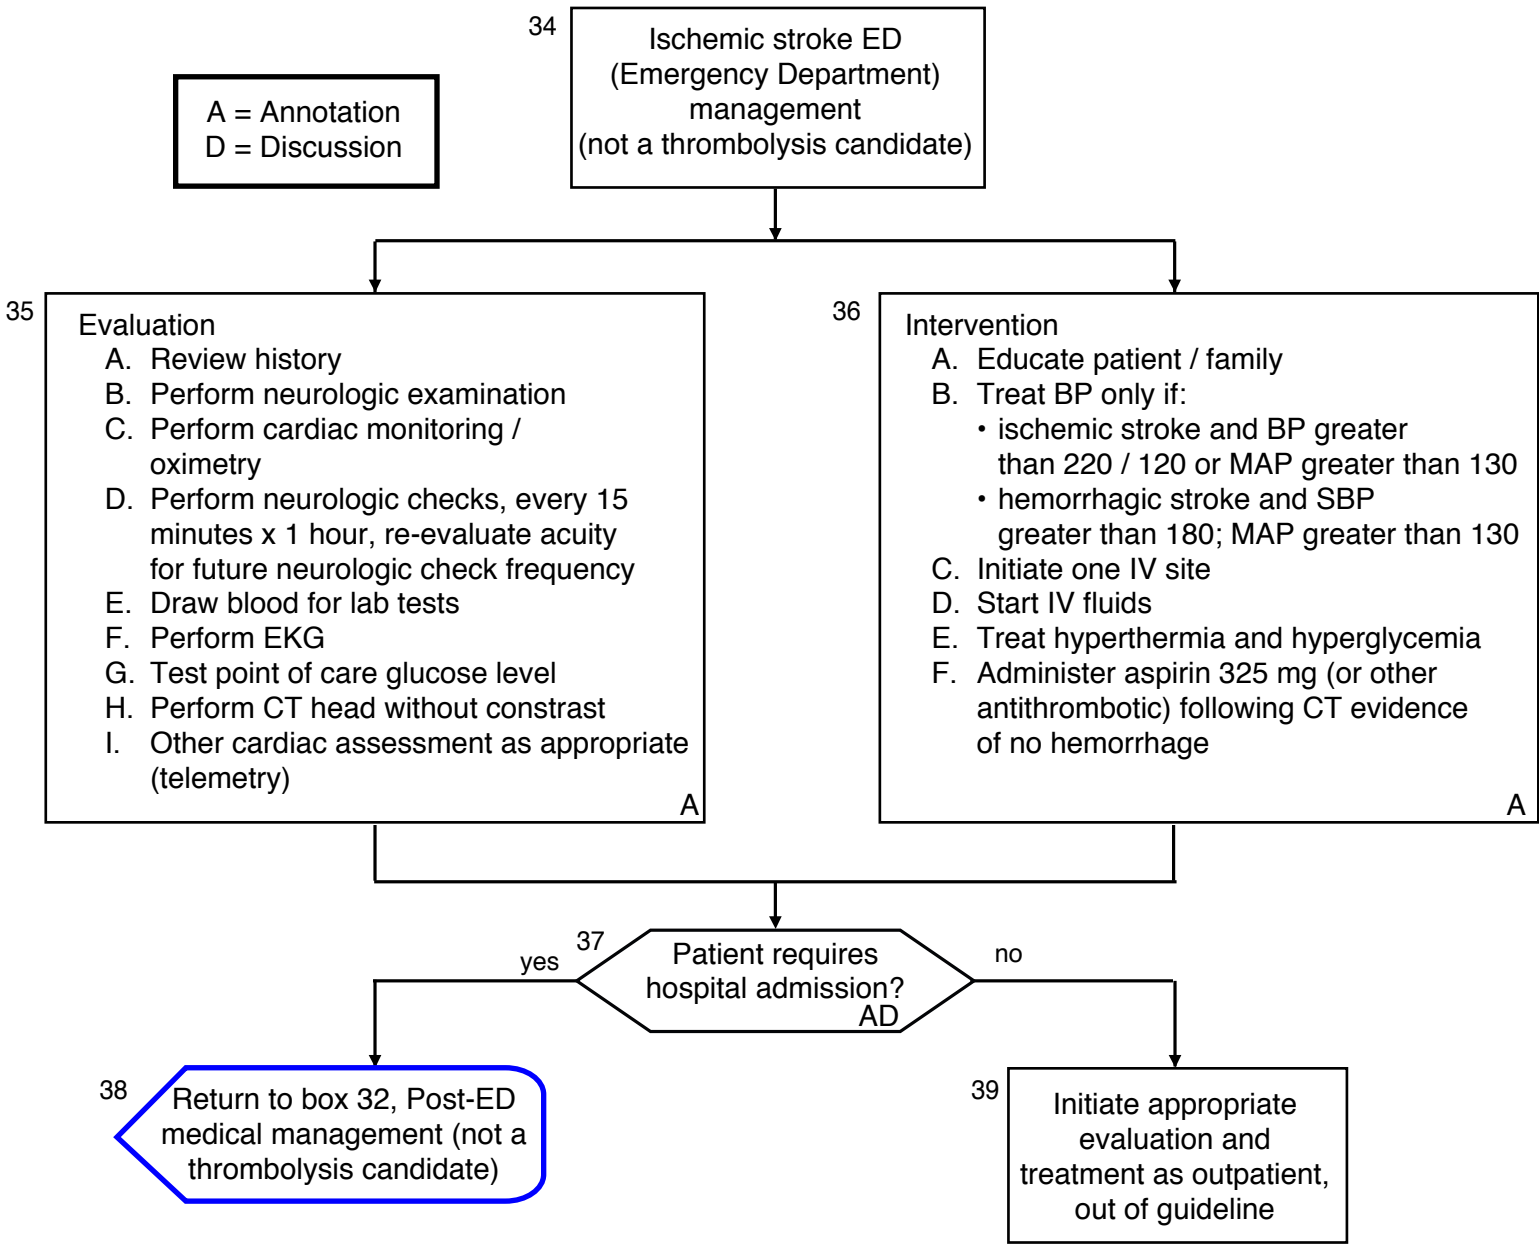 34
Ischemic stroke ED
(Emergency Department)
management
(not a thrombolysis candidate)
A = Annotation
D = Discussion
35
Evaluation
A. Review history
B. Perform neurologic examination
C. Perform cardiac monitoring /
oximetry
D. Perform neurologic checks, every 15
minutes x 1 hour, re-evaluate acuity
for future neurologic check frequency
E. Draw blood for lab tests
F. Perform EKG
G. Test point of care glucose level
H. Perform CT head without constrast
I. Other cardiac assessment as appropriate
(telemetry)
A
36
Intervention
A. Educate patient / family
B. Treat BP only if:
• ischemic stroke and BP greater
than 220 / 120 or MAP greater than 130
• hemorrhagic stroke and SBP
greater than 180; MAP greater than 130
C. Initiate one IV site
D. Start IV fluids
E. Treat hyperthermia and hyperglycemia
F. Administer aspirin 325 mg (or other
antithrombotic) following CT evidence
of no hemorrhage
A
37
Patient requires
hospital admission?
AD
yes
no
38
Return to box 32, Post-ED
medical management (not a
thrombolysis candidate)
39
Initiate appropriate
evaluation and
treatment as outpatient,
out of guideline